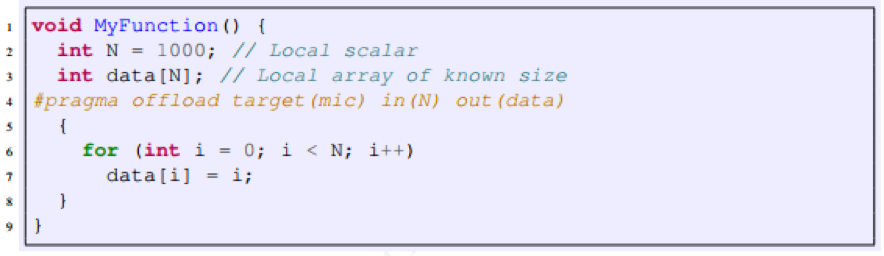 1 void MyFunction() {
2   int N = 1000; // Local scalar
3   int data[N]; // Local array of known size
4 #pragma offload target(mic) in(N) out(data)
5   {
6     for (int i = 0; i < N; i++)
7       data[i] = i;
8   }
9 }